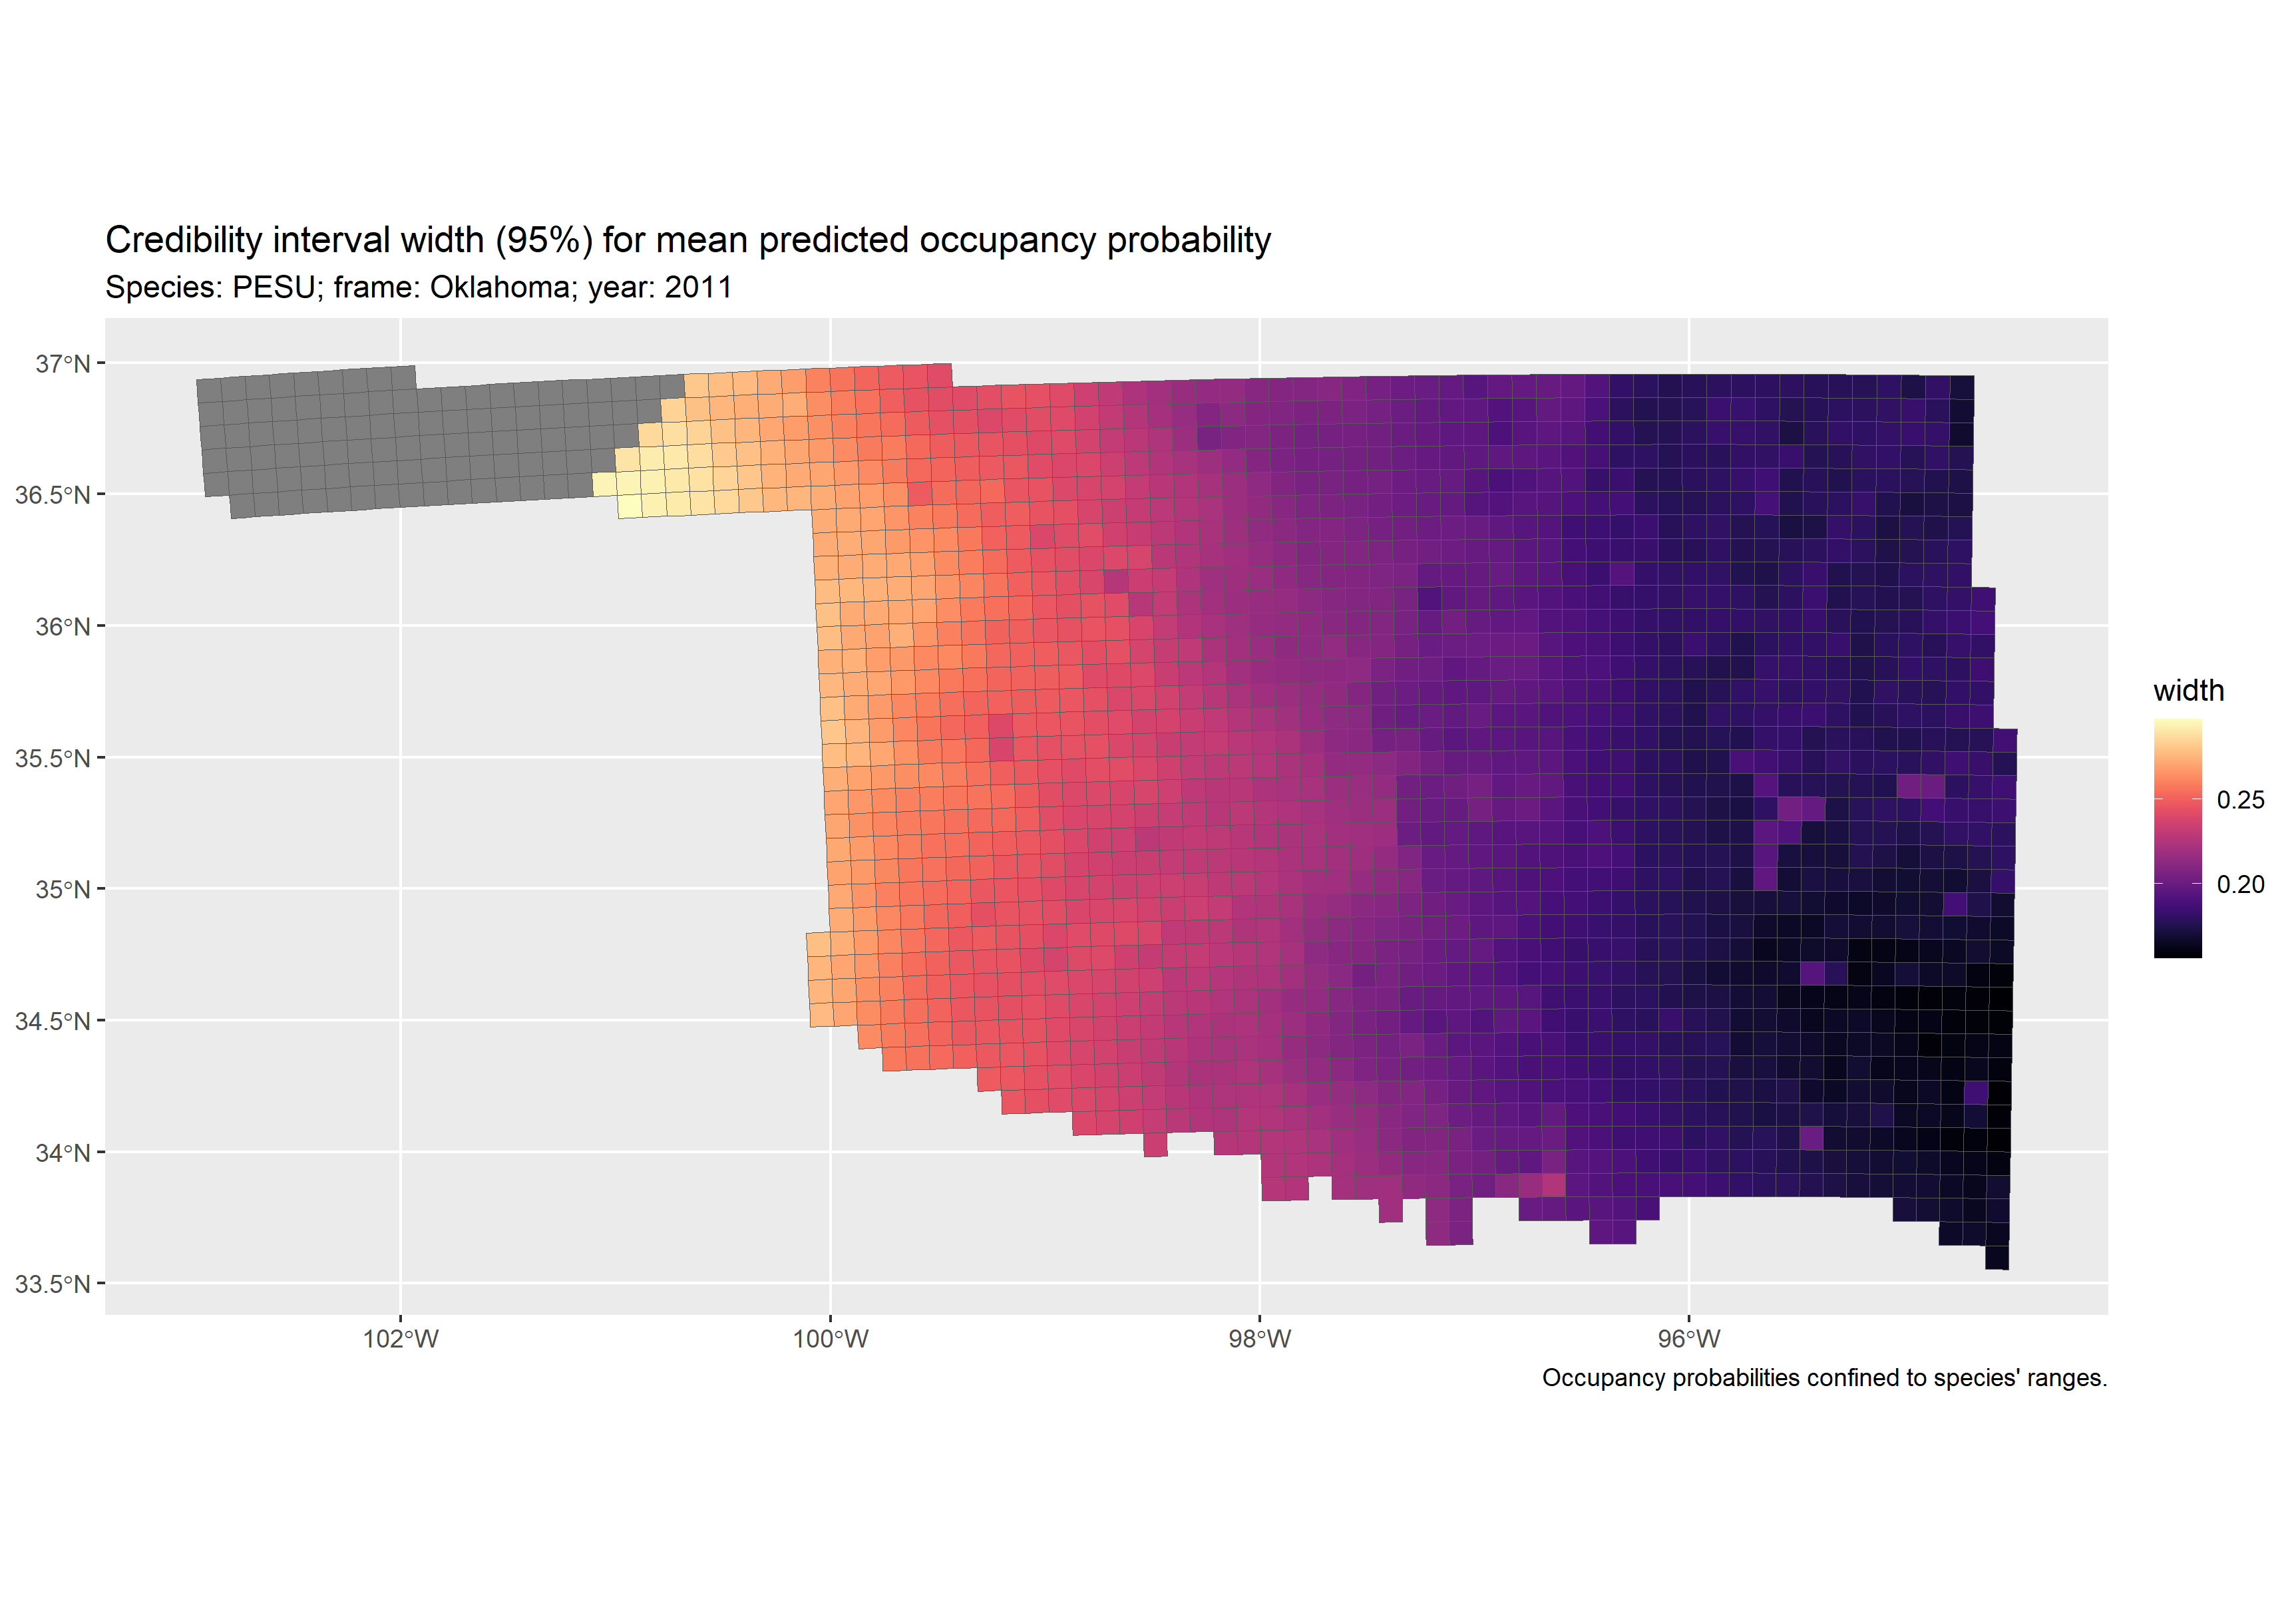 Credibility interval width (95%) for mean predicted occupancy probability
Species: PESU; frame: Oklahoma; year: 2011
37°N
36.5°N
36°N
35.5°N
35°N
34.5°N
34°N
33.5°N
102°W
100°W
98°W
96°W
width
0.25
0.20
Occupancy probabilities confined to species' ranges.